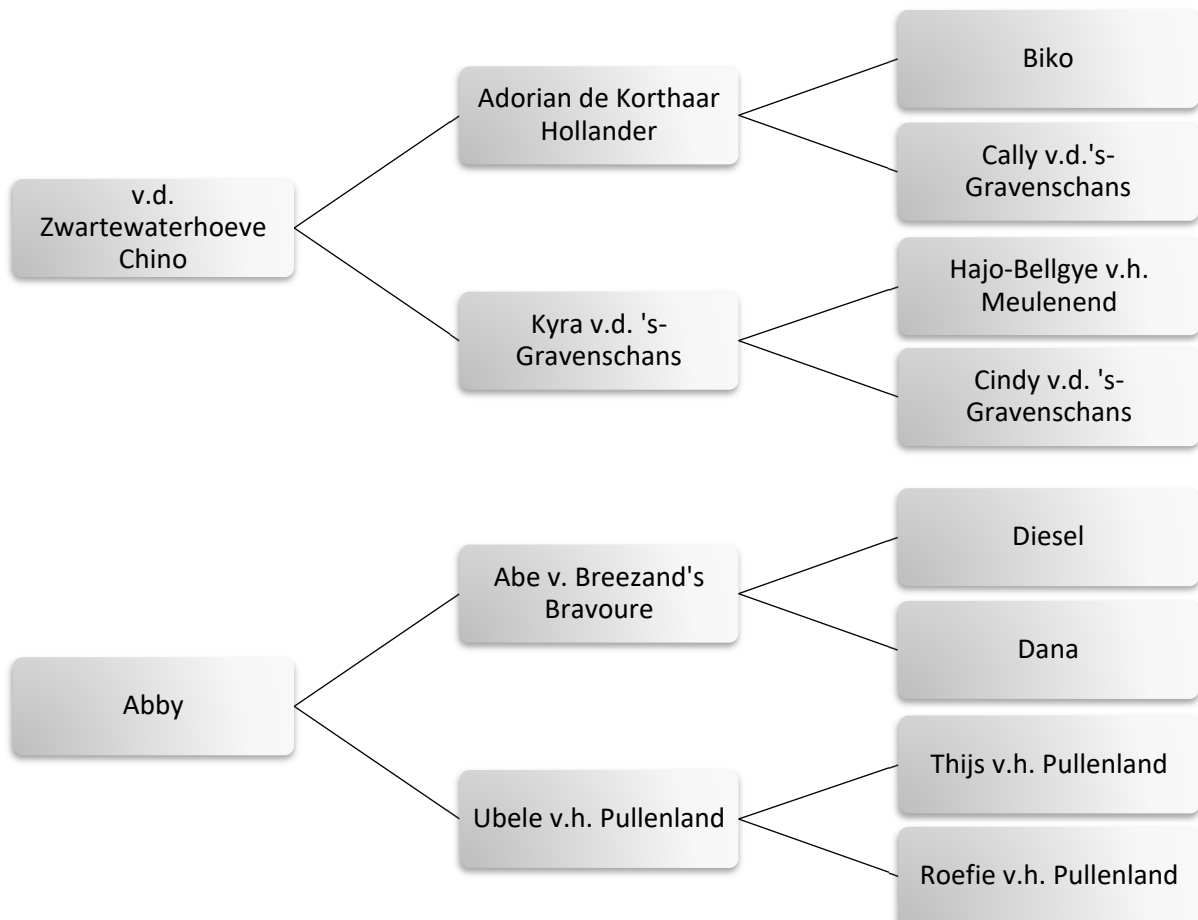 v.d.
Zwartewaterhoeve
Chino
Adorian de Korthaar
Hollander
Kyra v.d. 's-
Gravenschans
Biko
Cally v.d.'s-
Gravenschans
Hajo-Bellgye v.h.
Meulenend
Cindy v.d. 's-
Gravenschans
Abby
Abe v. Breezand's
Bravoure
Ubele v.h. Pullenland
Diesel
Dana
Thijs v.h. Pullenland
Roefie v.h. Pullenland